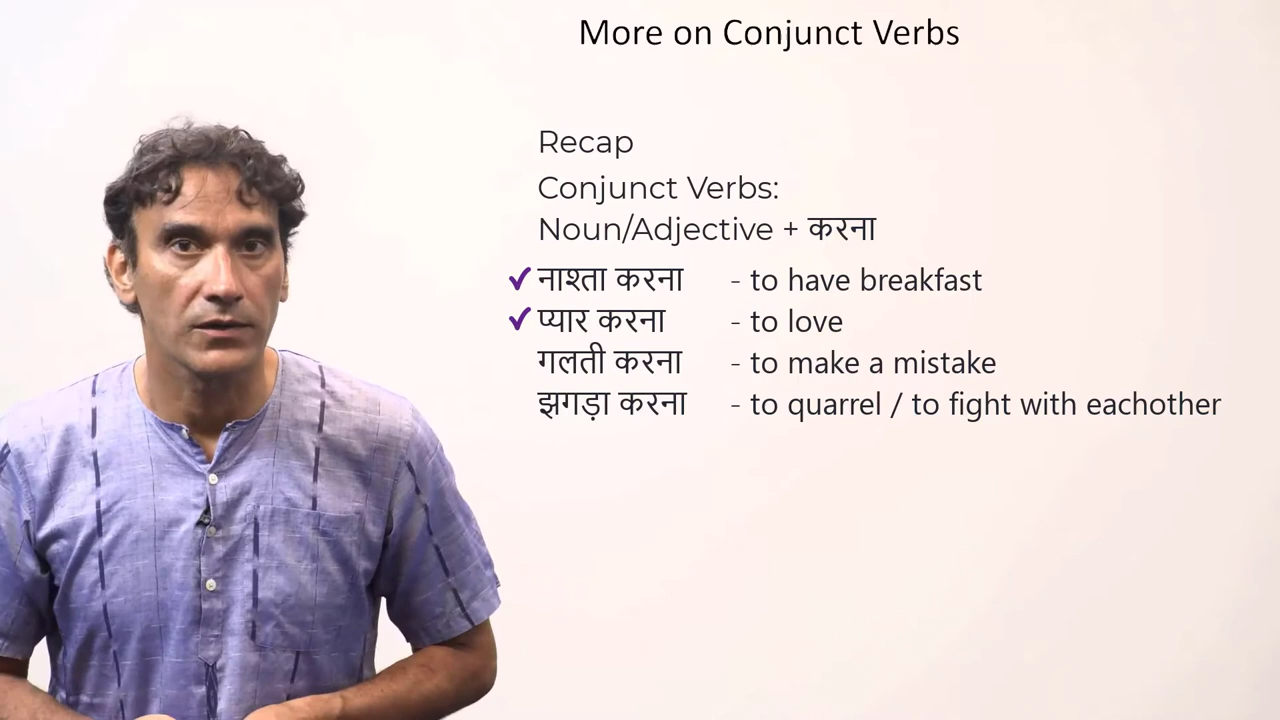 More on Conjunct Verbs
Recap
Conjunct Verbs:
Noun/Adjective + करना
✓ नाश्ता करना - to have breakfast
✓ प्यार करना - to love
गलती करना - to make a mistake
झगड़ा करना - to quarrel / to fight with eachother